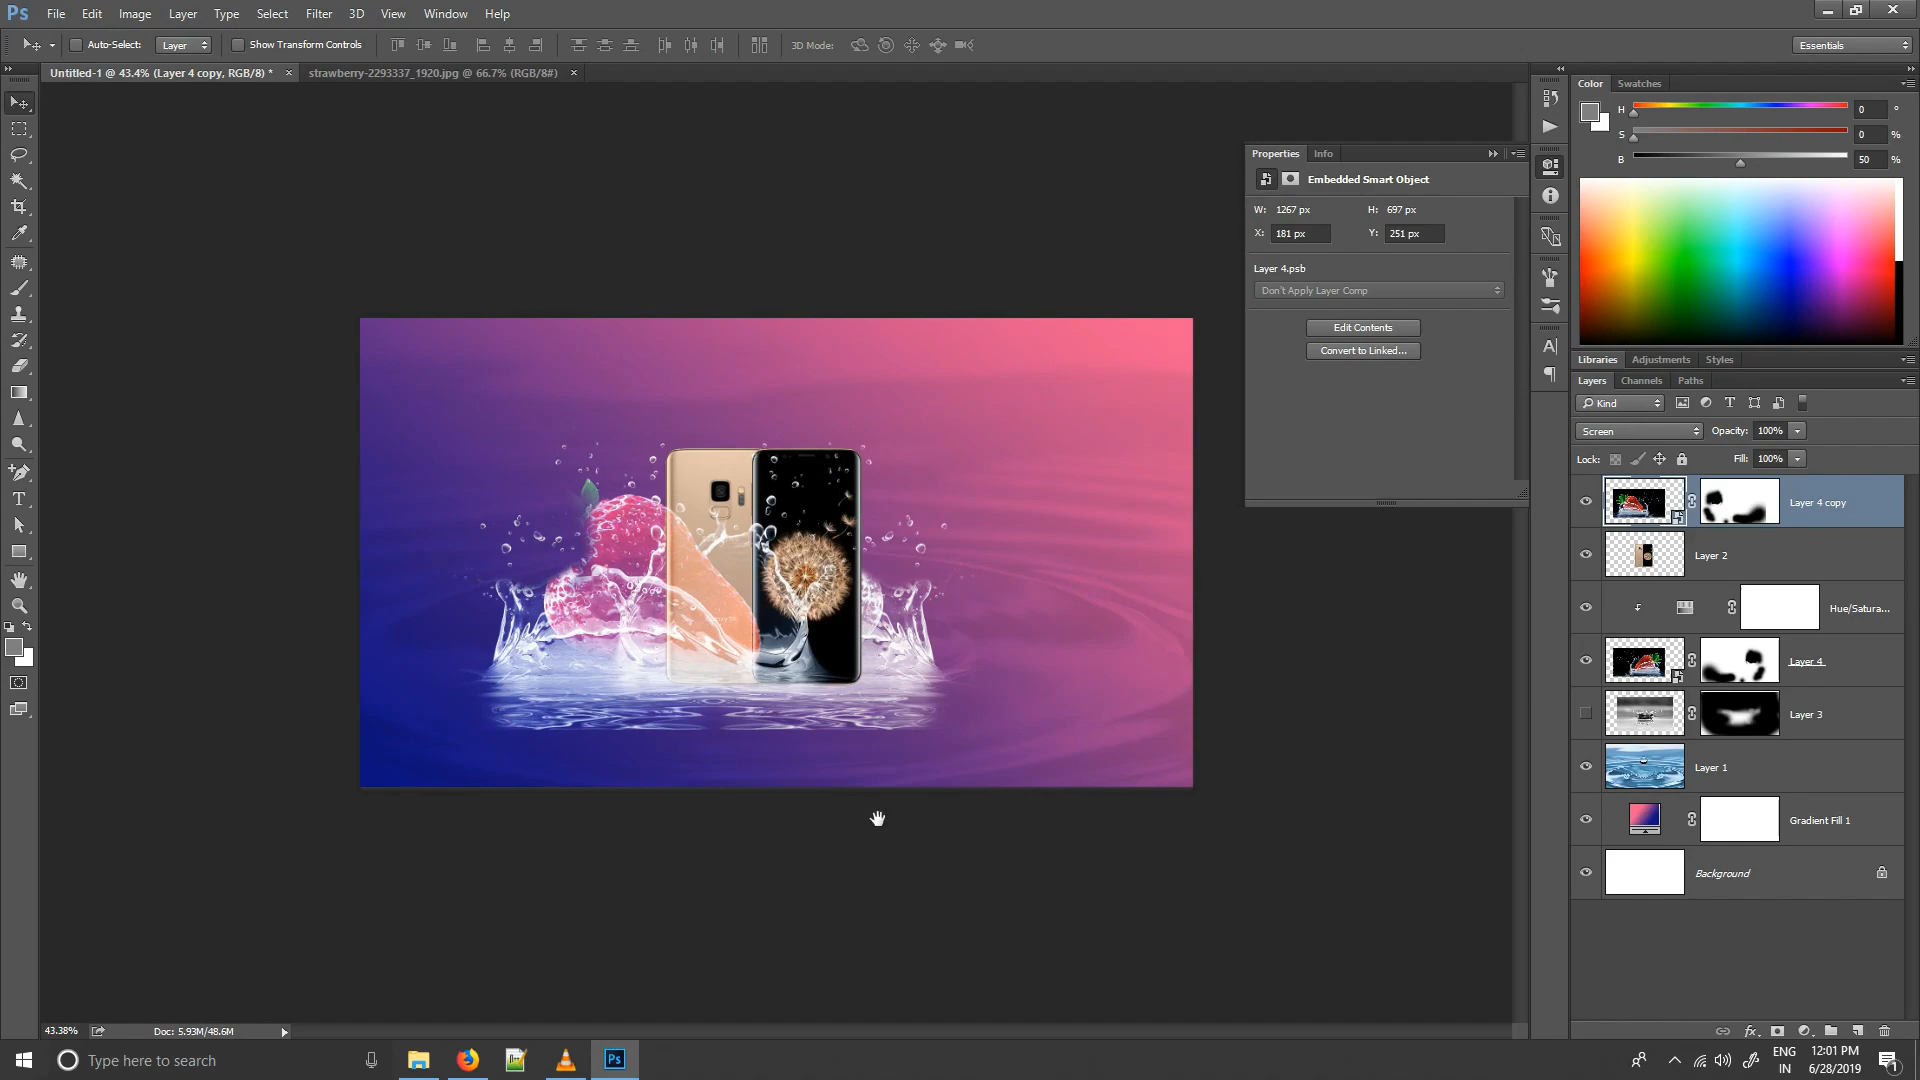 Ps File Edit Image Layer Type Select Filter 3D View Window Help
Auto-Select: Layer Show Transform Controls 3D Mode: Essentials
Untitled-1 @ 43.4% (Layer 4 copy, RGB/8) * × strawberry-2293337_1920.jpg @ 66.7% (RGB/8#) ×
Color Swatches
H 0 °
S 0 %
B 50 %
Properties Info
Embedded Smart Object
W: 1267 px H: 697 px
X: 181 px Y: 251 px
Layer 4.psb
Don't Apply Layer Comp
Edit Contents
Convert to Linked...
Libraries Adjustments Styles
Layers Channels Paths
Kind
Screen Opacity: 100%
Lock: Fill: 100%
Layer 4 copy
Layer 2
Hue/Satura...
Layer 4
Layer 3
Layer 1
Gradient Fill 1
Background
43.38% Doc: 5.93M/48.6M
Type here to search
Ps
ENG
IN
12:01 PM
6/28/2019
1